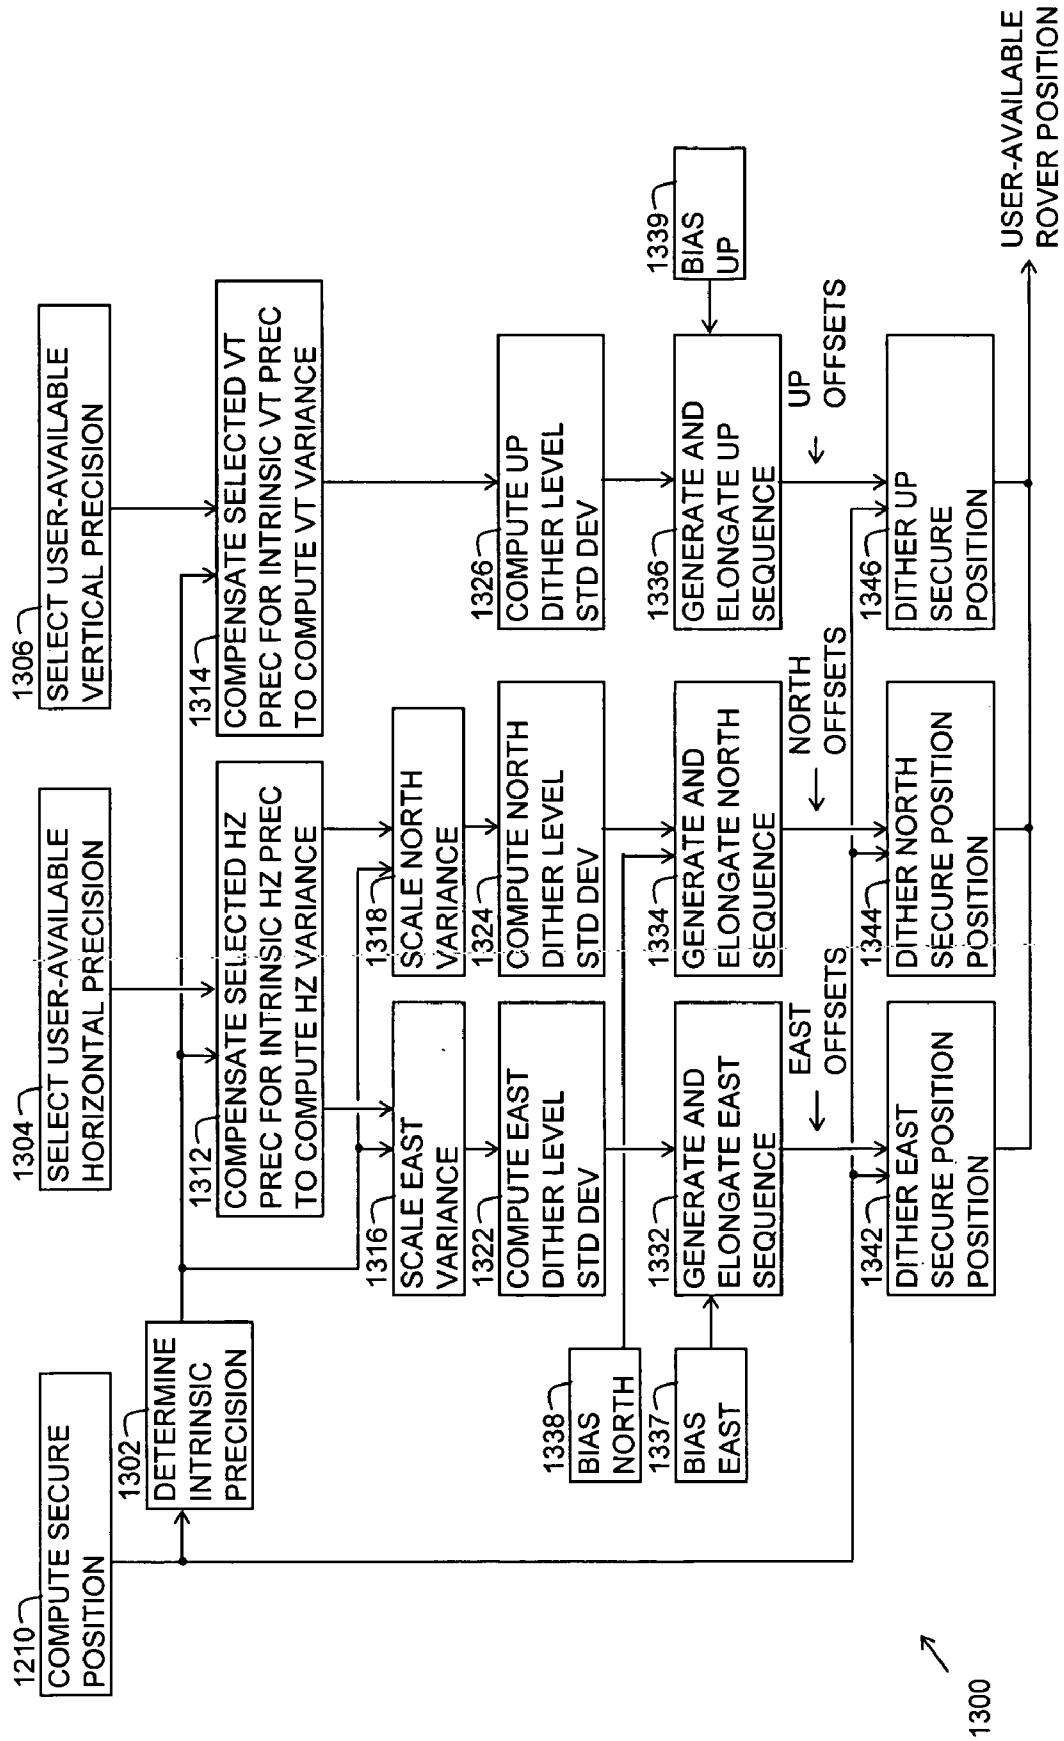 1210
COMPUTE SECURE
POSITION
1304
SELECT USER-AVAILABLE
HORIZONTAL PRECISION
1306
SELECT USER-AVAILABLE
VERTICAL PRECISION
1302
DETERMINE
INTRINSIC
PRECISION
1312
COMPENSATE SELECTED HZ
PREC FOR INTRINSIC HZ PREC
TO COMPUTE HZ VARIANCE
1314
COMPENSATE SELECTED VT
PREC FOR INTRINSIC VT PREC
TO COMPUTE VT VARIANCE
1316
SCALE EAST
VARIANCE
1318
SCALE NORTH
VARIANCE
1322
COMPUTE EAST
DITHER LEVEL
STD DEV
1324
COMPUTE NORTH
DITHER LEVEL
STD DEV
1326
COMPUTE UP
DITHER LEVEL
STD DEV
1338
BIAS
NORTH
1337
BIAS
EAST
1332
GENERATE AND
ELONGATE EAST
SEQUENCE
1334
GENERATE AND
ELONGATE NORTH
SEQUENCE
1336
GENERATE AND
ELONGATE UP
SEQUENCE
1339
BIAS
UP
EAST
OFFSETS
NORTH
OFFSETS
UP
OFFSETS
1342
DITHER EAST
SECURE POSITION
POSITION
1344
DITHER NORTH
SECURE POSITION
POSITION
1346
DITHER UP
SECURE
POSITION
USER-AVAILABLE
ROVER POSITION
1300